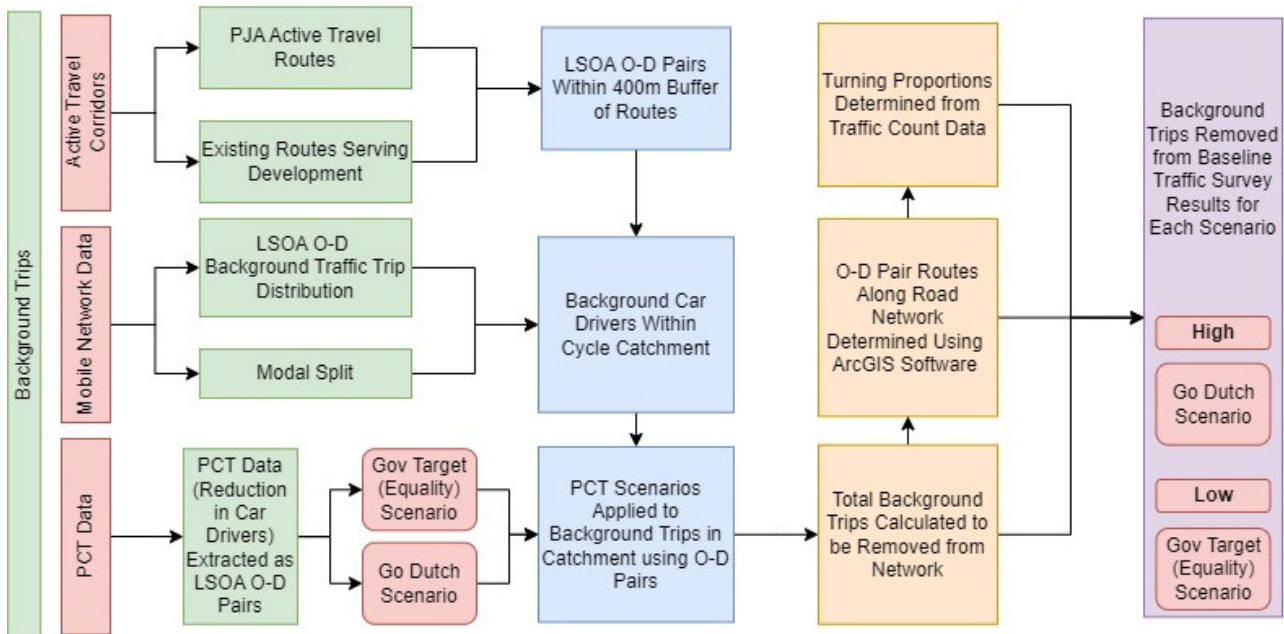 Background Trips
Active Travel
Corridors
PJA Active Travel
Routes
Existing Routes Serving
Development
LSOA O-D Pairs
Within 400m Buffer
of Routes
Mobile Network Data
LSOA O-D
Background Traffic Trip
Distribution
Modal Split
Background Car
Drivers Within
Cycle Catchment
PCT Data
PCT Data
(Reduction
in Car
Drivers)
Extracted as
LSOA O-D
Pairs
Gov Target
(Equality)
Scenario
Go Dutch
Scenario
PCT Scenarios
Applied to
Background Trips in
Catchment using O-D
Pairs
Turning Proportions
Determined from
Traffic Count Data
O-D Pair Routes
Along Road
Network
Determined Using
ArcGIS Software
Total Background
Trips Calculated to
be Removed from
Network
Background
Trips Removed
from Baseline
Traffic Survey
Results for
Each Scenario
High
Go Dutch
Scenario
Low
Gov Target
(Equality)
Scenario